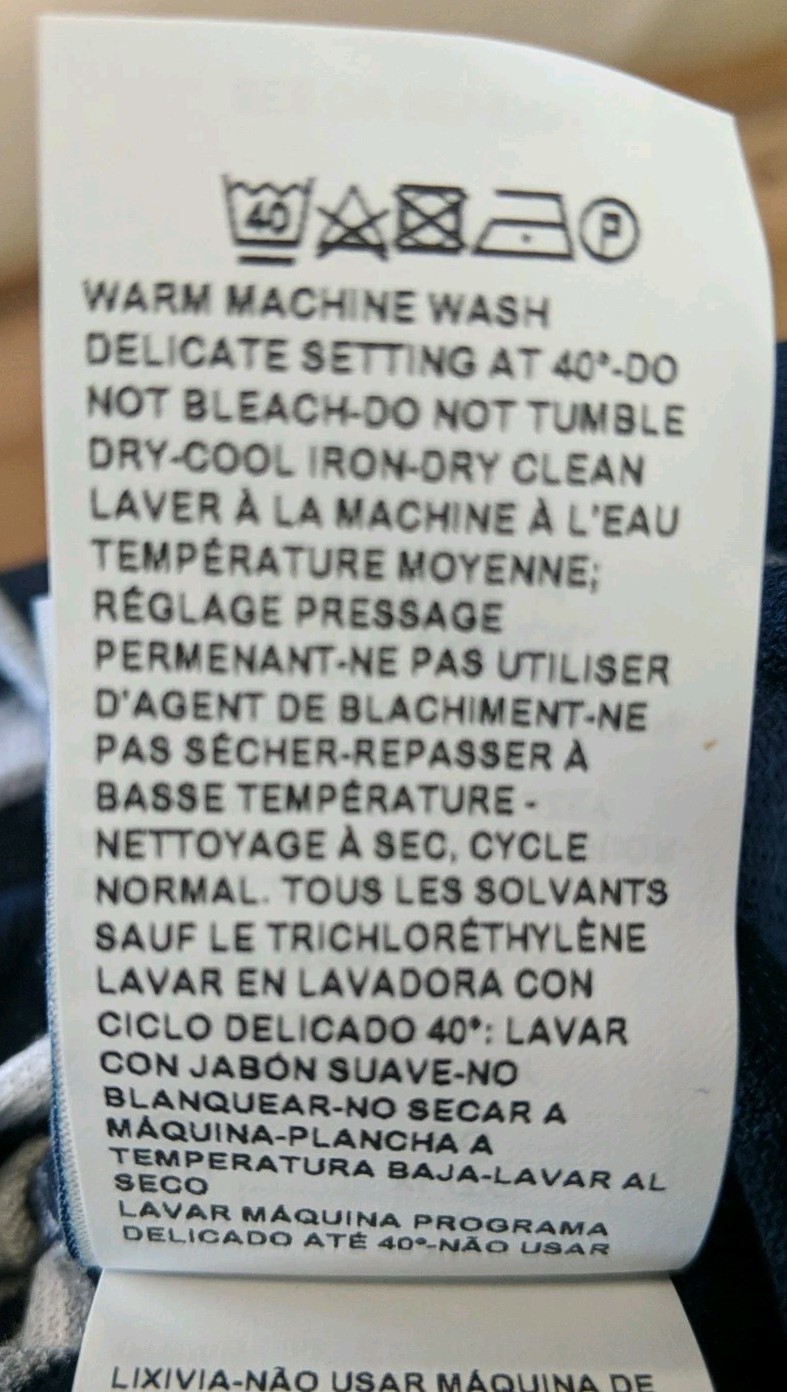 40 P
WARM MACHINE WASH
DELICATE SETTING AT 40°-DO
NOT BLEACH-DO NOT TUMBLE
DRY-COOL IRON-DRY CLEAN
LAVER À LA MACHINE À L'EAU
TEMPÉRATURE MOYENNE;
RÉGLAGE PRESSAGE
PERMENANT-NE PAS UTILISER
D'AGENT DE BLACHIMENT-NE
PAS SÉCHER-REPASSER À
BASSE TEMPÉRATURE -
NETTOYAGE À SEC, CYCLE
NORMAL. TOUS LES SOLVANTS
SAUF LE TRICHLORÉTHYLÈNE
LAVAR EN LAVADORA CON
CICLO DELICADO 40°: LAVAR
CON JABÓN SUAVE-NO
BLANQUEAR-NO SECAR A
MÁQUINA-PLANCHA A
TEMPERATURA BAJA-LAVAR AL
SECO
LAVAR MÁQUINA PROGRAMA
DELICADO ATÉ 40°-NÃO USAR
LIXIVIA-NÃO USAR MÁQUINA DE